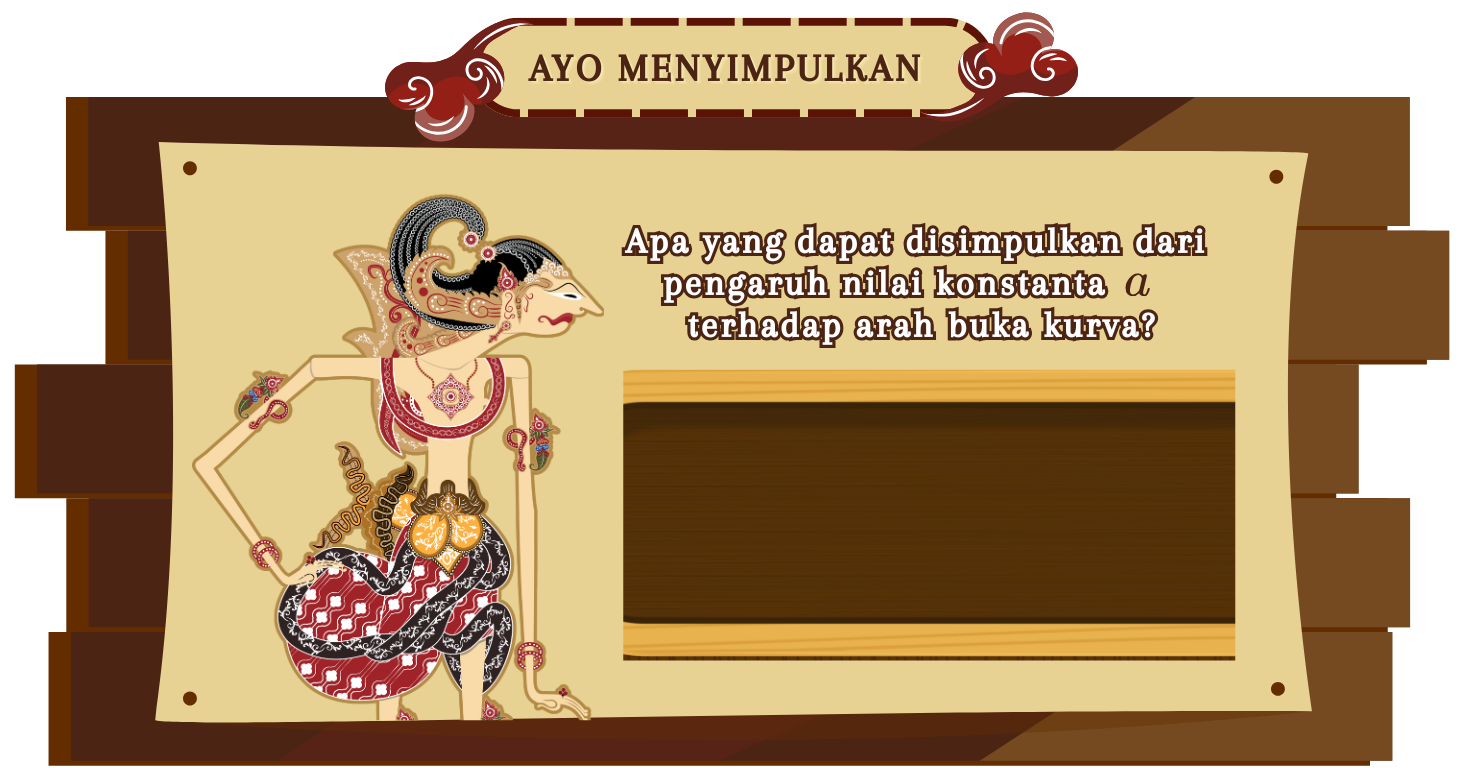 AYO MENYIMPULKAN
Apa yang dapat disimpulkan dari
pengaruh nilai konstanta a
terhadap arah buka kurva?